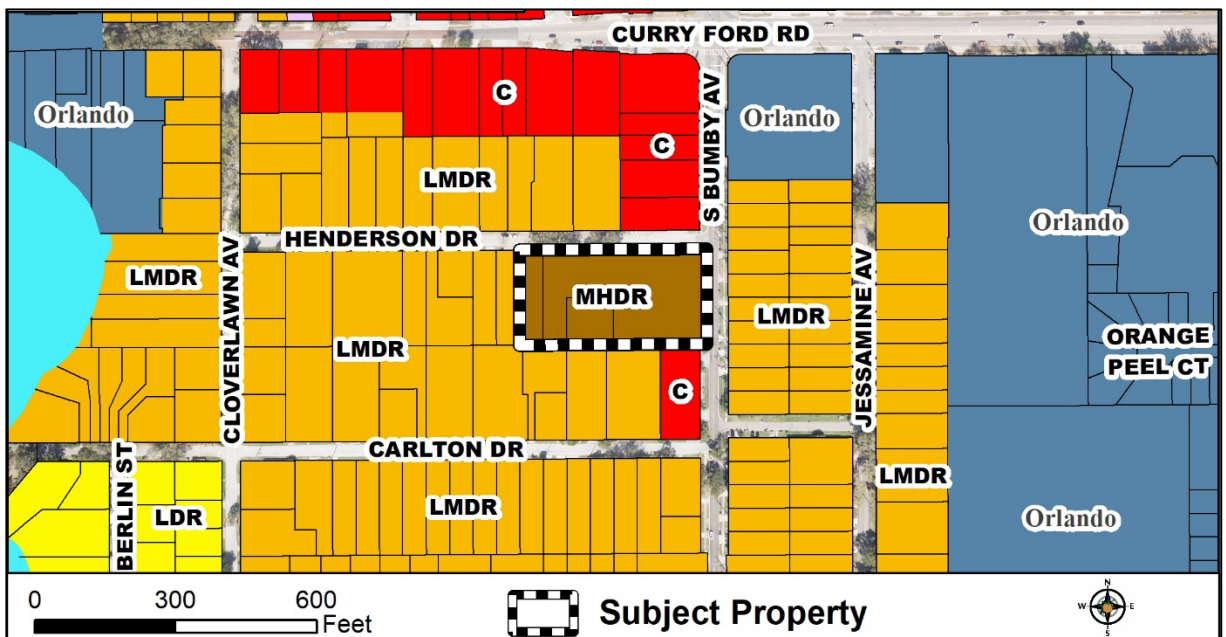 CURRY FORD RD
C
Orlando
Orlando
S BUMBY AV
C
LMDR
Orlando
HENDERSON DR
CLOVERLAWN AV
LMDR
MHDR
LMDR
JESSAMINE AV
LMDR
ORANGE
PEEL CT
C
CARLTON DR
BERLIN ST
LDR
LMDR
LMDR
Orlando
0 300 600
Feet
Subject Property
N
W E
S